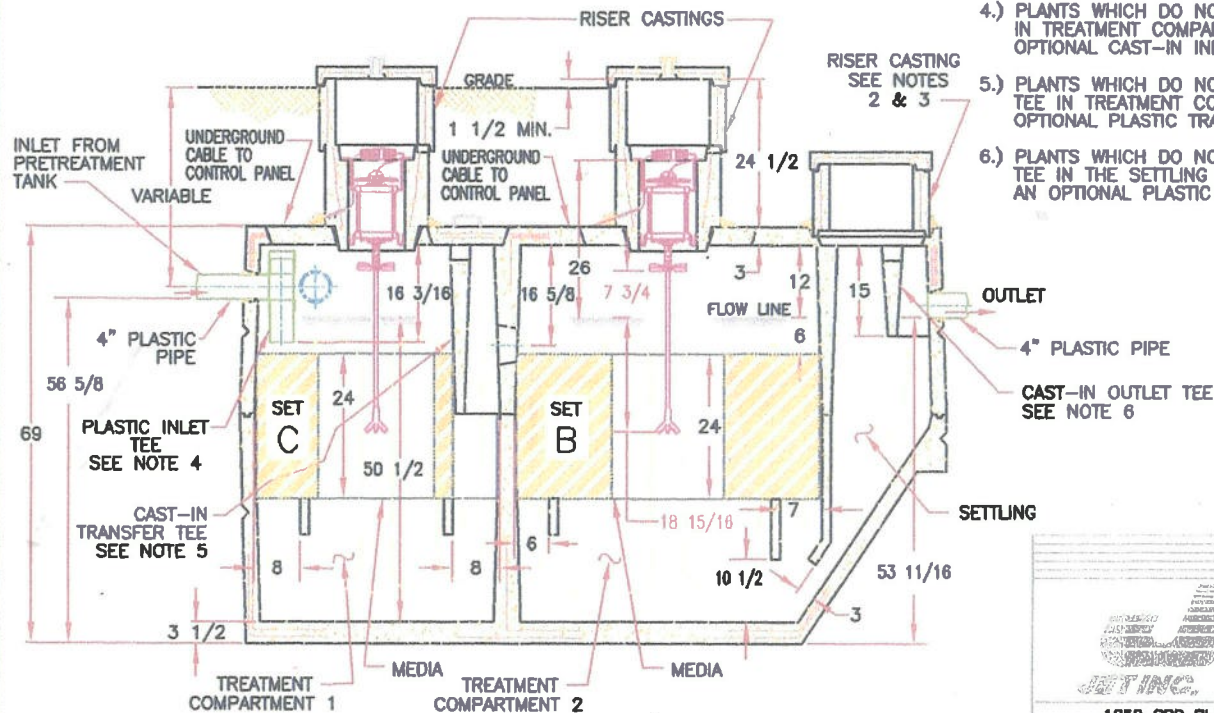 RISER CASTINGS
4.) PLANTS WHICH DO NO
IN TREATMENT COMPA
OPTIONAL CAST-IN INL
RISER CASTING
SEE NOTES
2 & 3
5.) PLANTS WHICH DO NO
TEE IN TREATMENT CO
OPTIONAL PLASTIC TRA
6.) PLANTS WHICH DO NO
TEE IN THE SETTLING
AN OPTIONAL PLASTIC
GRADE
1 1/2 MIN.
24 1/2
INLET FROM
PRETREATMENT
TANK
VARIABLE
UNDERGROUND
CABLE TO
CONTROL PANEL
UNDERGROUND
CABLE TO
CONTROL PANEL
16 3/16
16 5/8
26
7 3/4
3
12
15
FLOW LINE
6
OUTLET
4" PLASTIC
PIPE
4" PLASTIC PIPE
56 5/8
69
PLASTIC INLET
TEE
SEE NOTE 4
CAST-IN OUTLET TEE
SEE NOTE 6
24
SET
C
SET
B
24
50 1/2
CAST-IN
TRANSFER TEE
SEE NOTE 5
18 15/16
7
SETTLING
8
8
6
10 1/2
53 11/16
3
3 1/2
MEDIA
MEDIA
TREATMENT
COMPARTMENT 1
TREATMENT
COMPARTMENT 2
JET INC.